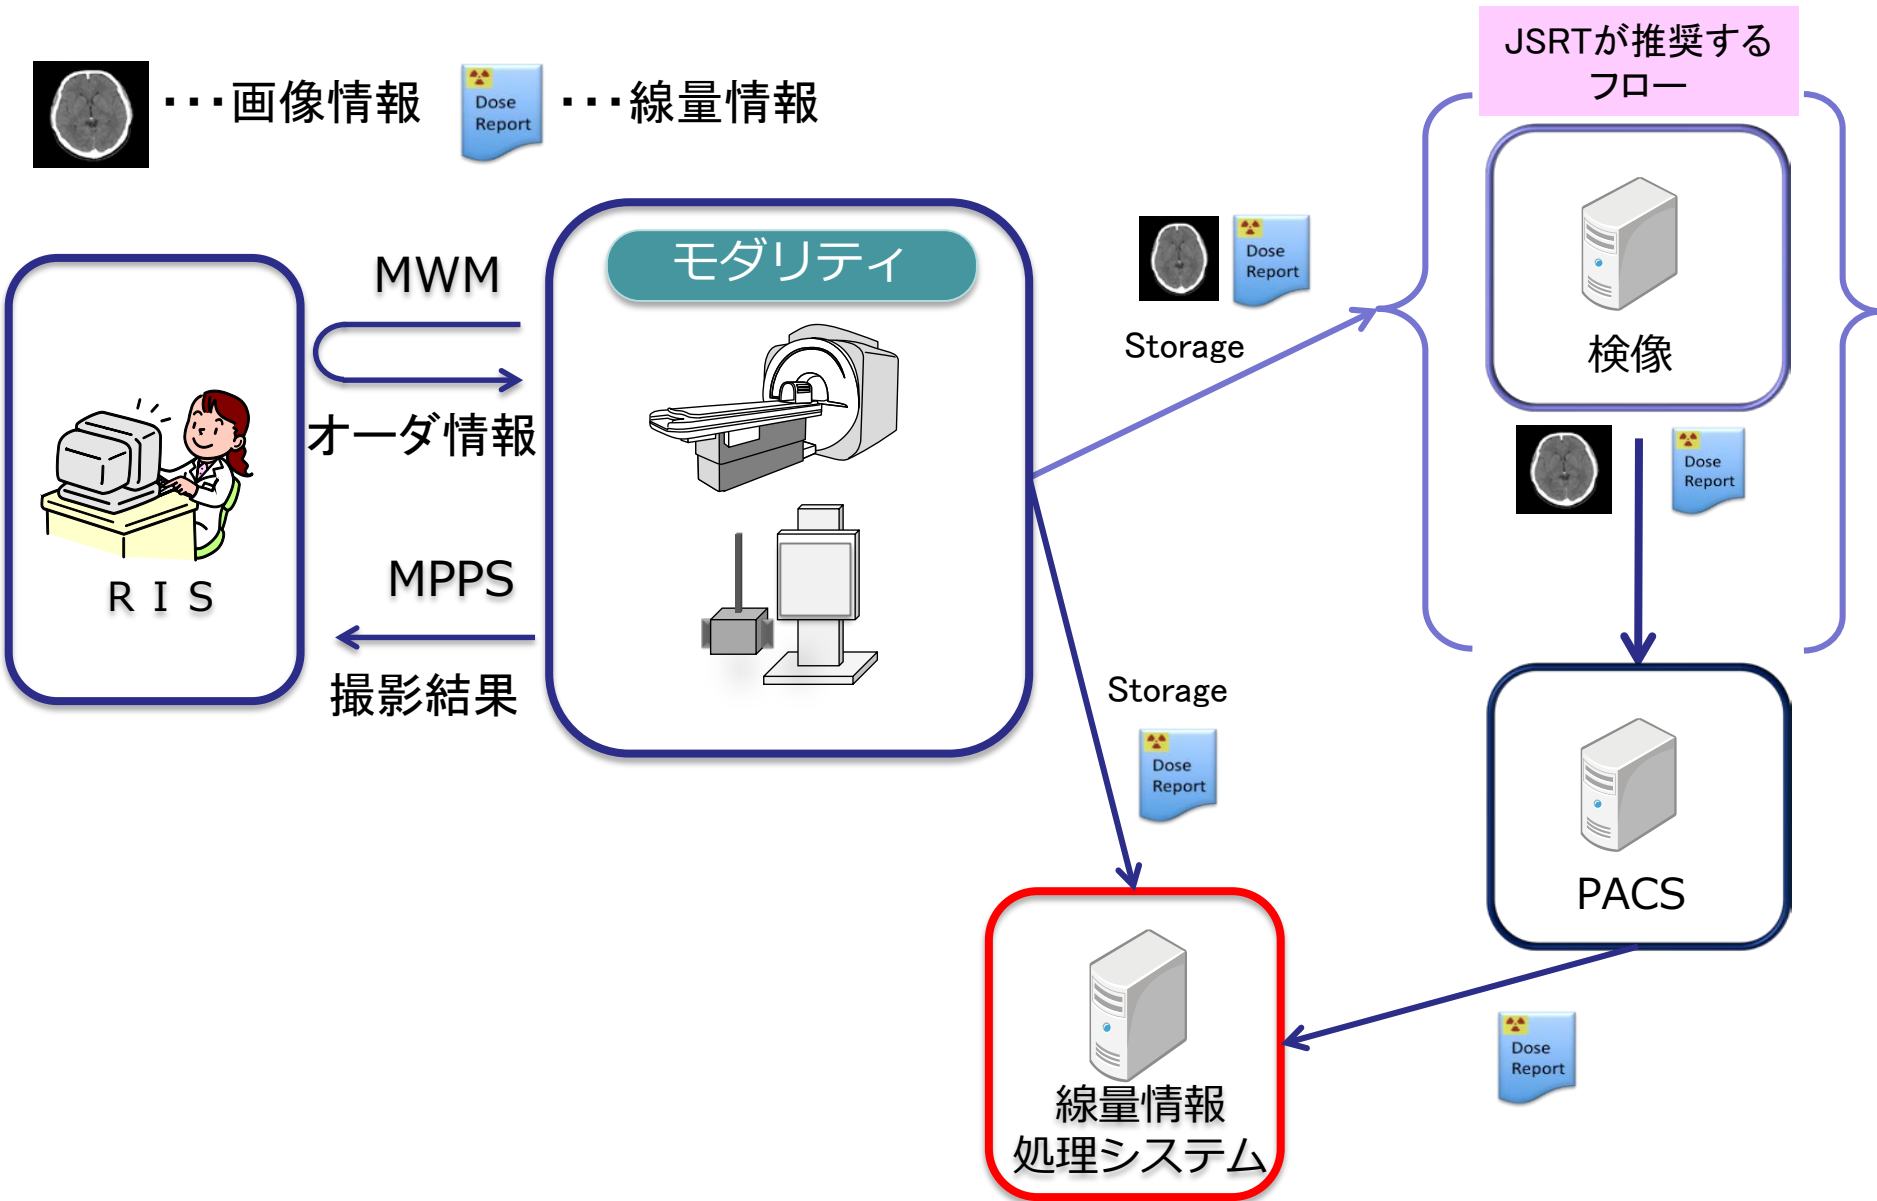 JSRTが推奨する
フロー
・・・画像情報
Dose
Report
・・・線量情報
MWM
オーダ情報
RIS
MPPS
撮影結果
モダリティ
Dose
Report
Storage
検像
Dose
Report
Storage
Dose
Report
PACS
Dose
Report
線量情報
処理システム